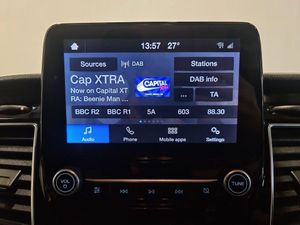 13:57 27°
Sources DAB Stations
Cap XTRA CAPITAL DAB info
Now on Capital XT
RA: Beenie Man ... ... TA
BBC R2 BBC R1 5A 603 88.30
Audio Phone Mobile apps Settings
VOL TUNE